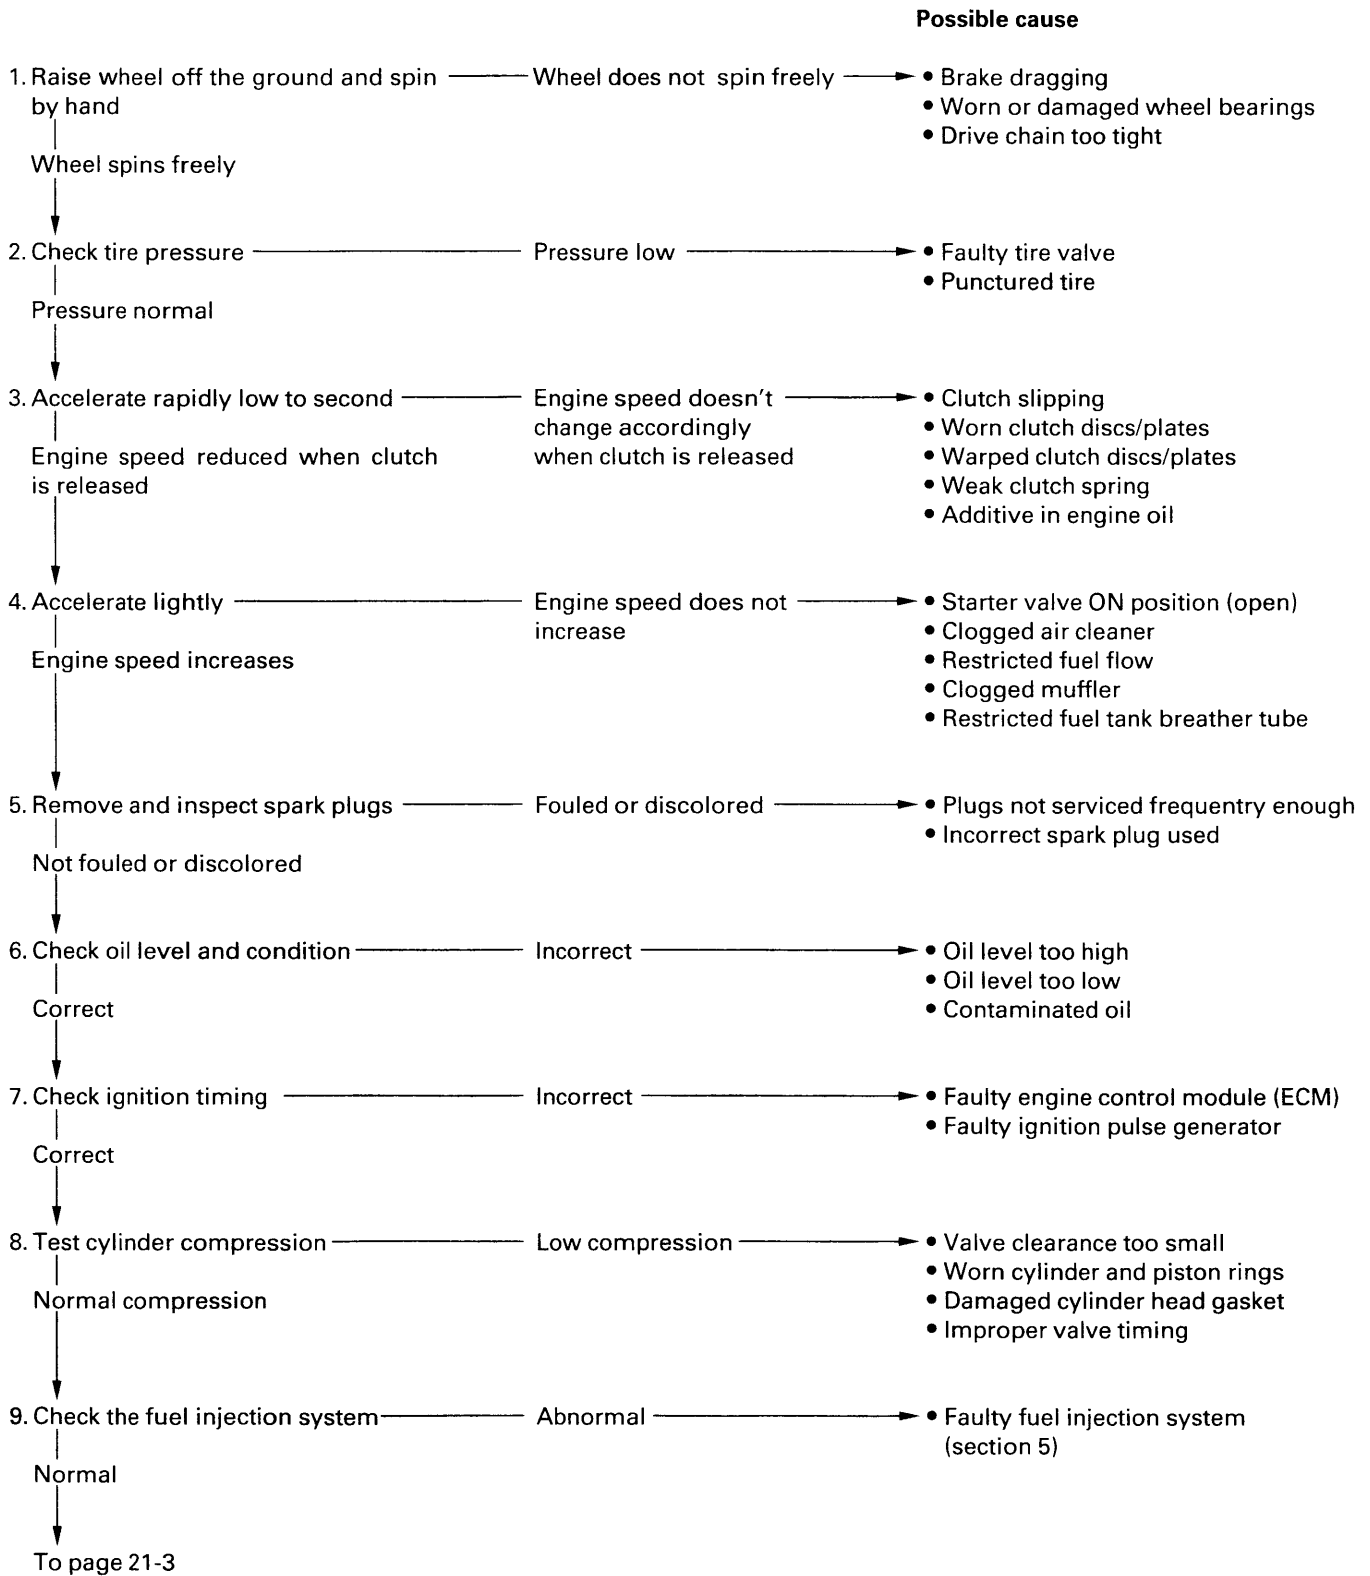 Possible cause
1. Raise wheel off the ground and spin Wheel does not spin freely • Brake dragging
by hand • Worn or damaged wheel bearings
• Drive chain too tight
Wheel spins freely
2. Check tire pressure Pressure low • Faulty tire valve
• Punctured tire
Pressure normal
3. Accelerate rapidly low to second Engine speed doesn't • Clutch slipping
change accordingly • Worn clutch discs/plates
Engine speed reduced when clutch when clutch is released • Warped clutch discs/plates
is released • Weak clutch spring
• Additive in engine oil
4. Accelerate lightly Engine speed does not • Starter valve ON position (open)
increase • Clogged air cleaner
Engine speed increases • Restricted fuel flow
• Clogged muffler
• Restricted fuel tank breather tube
5. Remove and inspect spark plugs Fouled or discolored • Plugs not serviced frequentry enough
• Incorrect spark plug used
Not fouled or discolored
6. Check oil level and condition Incorrect • Oil level too high
• Oil level too low
Correct • Contaminated oil
7. Check ignition timing Incorrect • Faulty engine control module (ECM)
• Faulty ignition pulse generator
Correct
8. Test cylinder compression Low compression • Valve clearance too small
• Worn cylinder and piston rings
Normal compression • Damaged cylinder head gasket
• Improper valve timing
9. Check the fuel injection system Abnormal • Faulty fuel injection system
(section 5)
Normal
To page 21-3